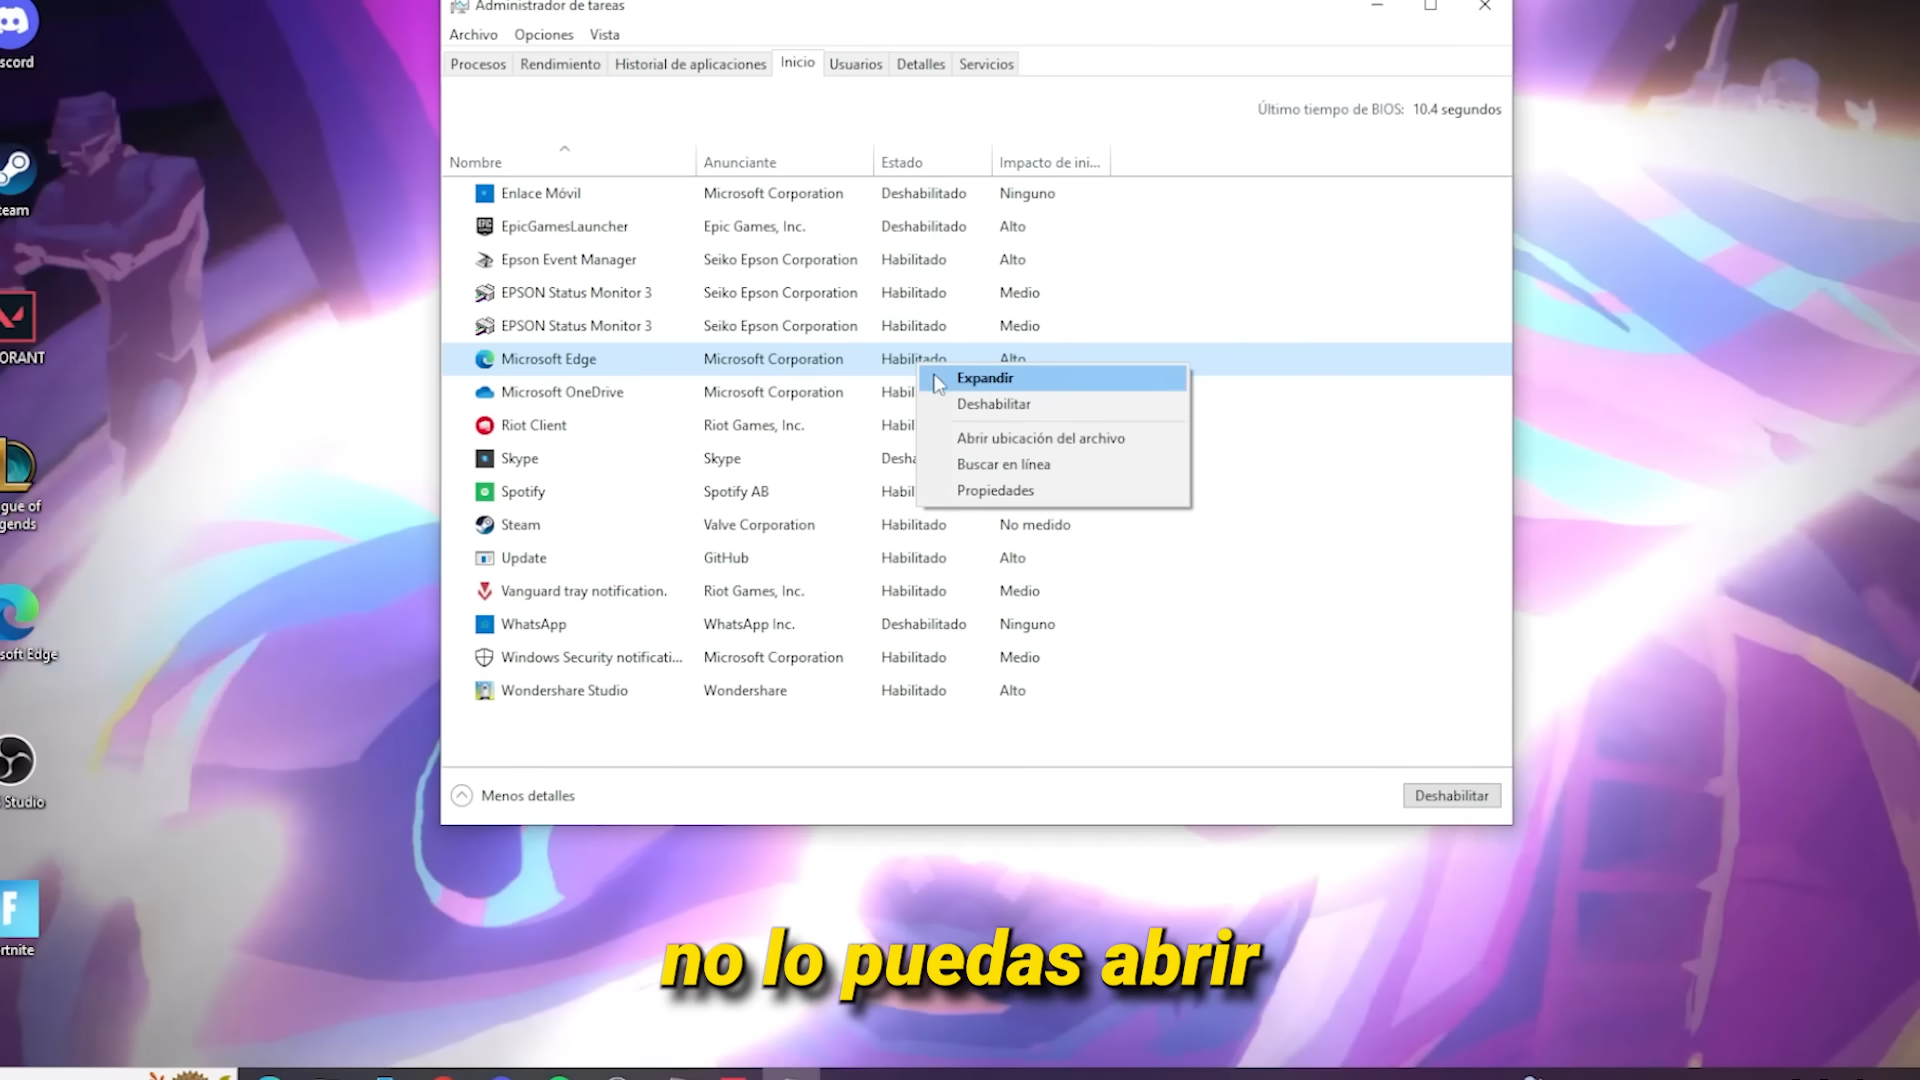 Administrador de tareas
Archivo Opciones Vista
Procesos Rendimiento Historial de aplicaciones Inicio Usuarios Detalles Servicios
Último tiempo de BIOS: 10.4 segundos
Nombre Anunciante Estado Impacto de ini...
Enlace Móvil Microsoft Corporation Deshabilitado Ninguno
EpicGamesLauncher Epic Games, Inc. Deshabilitado Alto
Epson Event Manager Seiko Epson Corporation Habilitado Alto
EPSON Status Monitor 3 Seiko Epson Corporation Habilitado Medio
EPSON Status Monitor 3 Seiko Epson Corporation Habilitado Medio
Microsoft Edge Microsoft Corporation Habilitado Alto
Microsoft OneDrive Microsoft Corporation Habil
Riot Client Riot Games, Inc. Habil
Skype Skype Desha
Spotify Spotify AB Habil
Steam Valve Corporation Habilitado No medido
Update GitHub Habilitado Alto
Vanguard tray notification. Riot Games, Inc. Habilitado Medio
WhatsApp WhatsApp Inc. Deshabilitado Ninguno
Windows Security notificati... Microsoft Corporation Habilitado Medio
Wondershare Studio Wondershare Habilitado Alto
Expandir
Deshabilitar
Abrir ubicación del archivo
Buscar en línea
Propiedades
Menos detalles Deshabilitar
scord
team
ORANT
gue of
gends
soft Edge
Studio
rtnite
no lo puedas abrir